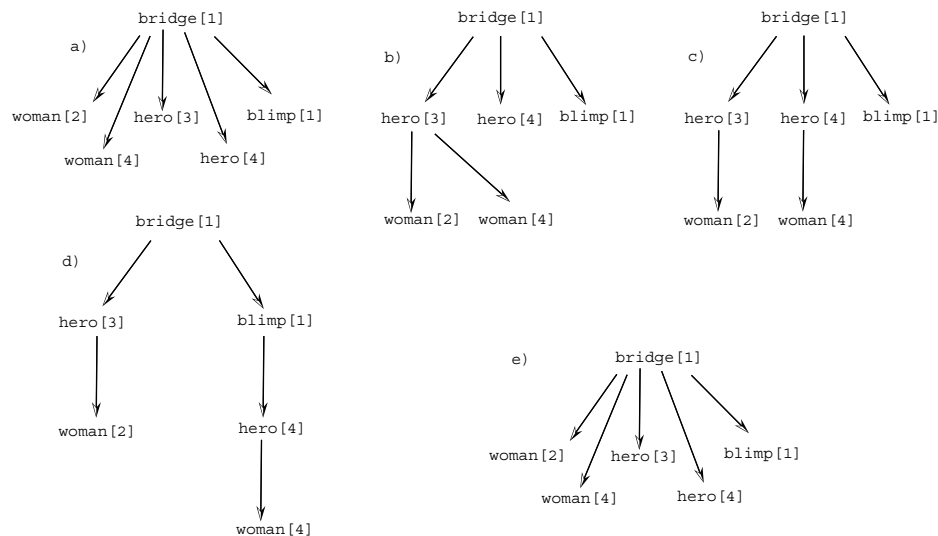 a)
bridge[1]
woman[2] hero[3] blimp[1]
woman[4] hero[4]
b)
bridge[1]
hero[3] hero[4] blimp[1]
woman[2] woman[4]
c)
bridge[1]
hero[3] hero[4] blimp[1]
woman[2] woman[4]
d)
bridge[1]
hero[3] blimp[1]
woman[2] hero[4]
woman[4]
e)
bridge[1]
woman[2] hero[3] blimp[1]
woman[4] hero[4]